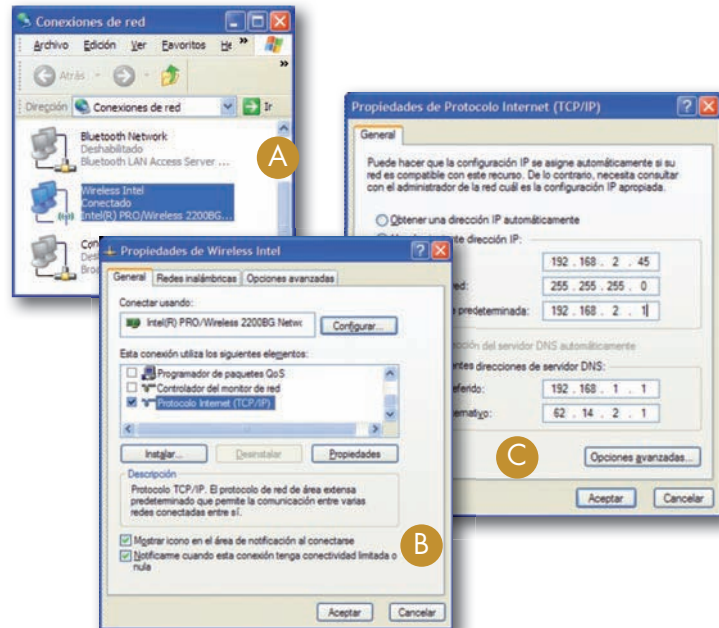 Conexiones de red
Archivo Edición Ver Favoritos He »
Atrás »
Dirección Conexiones de red Ir
Bluetooth Network
Deshabilitado
Bluetooth LAN Access Server ...
Wireless Intel
Conectado
Intel(R) PRO/Wireless 2200BG...
A
Propiedades de Wireless Intel
General Redes inalámbricas Opciones avanzadas
Conectar usando:
Intel(R) PRO/Wireless 2200BG Netwc
Configurar...
Esta conexión utiliza los siguientes elementos:
Programador de paquetes QoS
Controlador del monitor de red
Protocolo Internet (TCP/IP)
Instalar... Desinstalar Propiedades
Descripción
Protocolo TCP/IP. El protocolo de red de área extensa
predeterminado que permite la comunicación entre varias
redes conectadas entre sí.
Mostrar icono en el área de notificación al conectarse
Notificarme cuando esta conexión tenga conectividad limitada o
nula
B
Aceptar Cancelar
Propiedades de Protocolo Internet (TCP/IP)
General
Puede hacer que la configuración IP se asigne automáticamente si su
red es compatible con este recurso. De lo contrario, necesita consultar
con el administrador de la red cuál es la configuración IP apropiada.
Obtener una dirección IP automáticamente
dirección IP:
192 . 168 . 2 . 45
ed: 255 . 255 . 255 . 0
predeterminada: 192 . 168 . 2 . 1
cción del servidor DNS automáticamente
ntes direcciones de servidor DNS:
eferido: 192 . 168 . 1 . 1
ernativo: 62 . 14 . 2 . 1
C
Opciones avanzadas...
Aceptar Cancelar